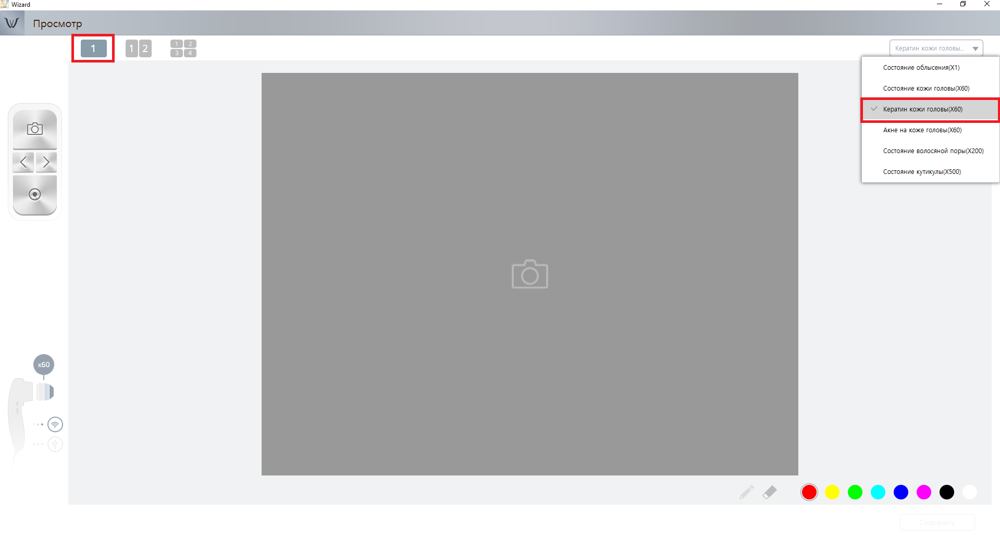 Wizard
W
Просмотр
1
1 2
1 2
3 4
Кератин кожи головы...
Состояние облысения(X1)
Состояние кожи головы(X60)
Кератин кожи головы(X60)
Акне на коже головы(X60)
Состояние волосяной поры(X200)
Состояние кутикулы(X500)
x60
Сохранить